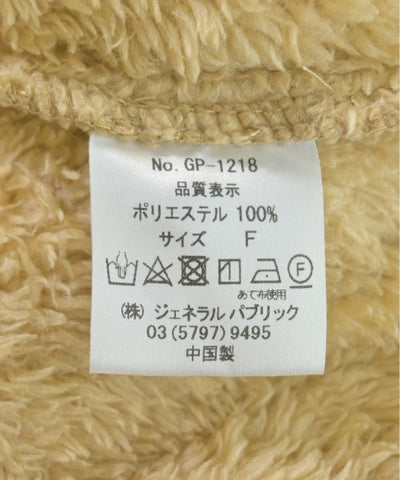 No. GP-1218
品質表示
ポリエステル 100%
サイズ F
F
あて布使用
(株) ジェネラル パブリック
03 (5797) 9495
中国製